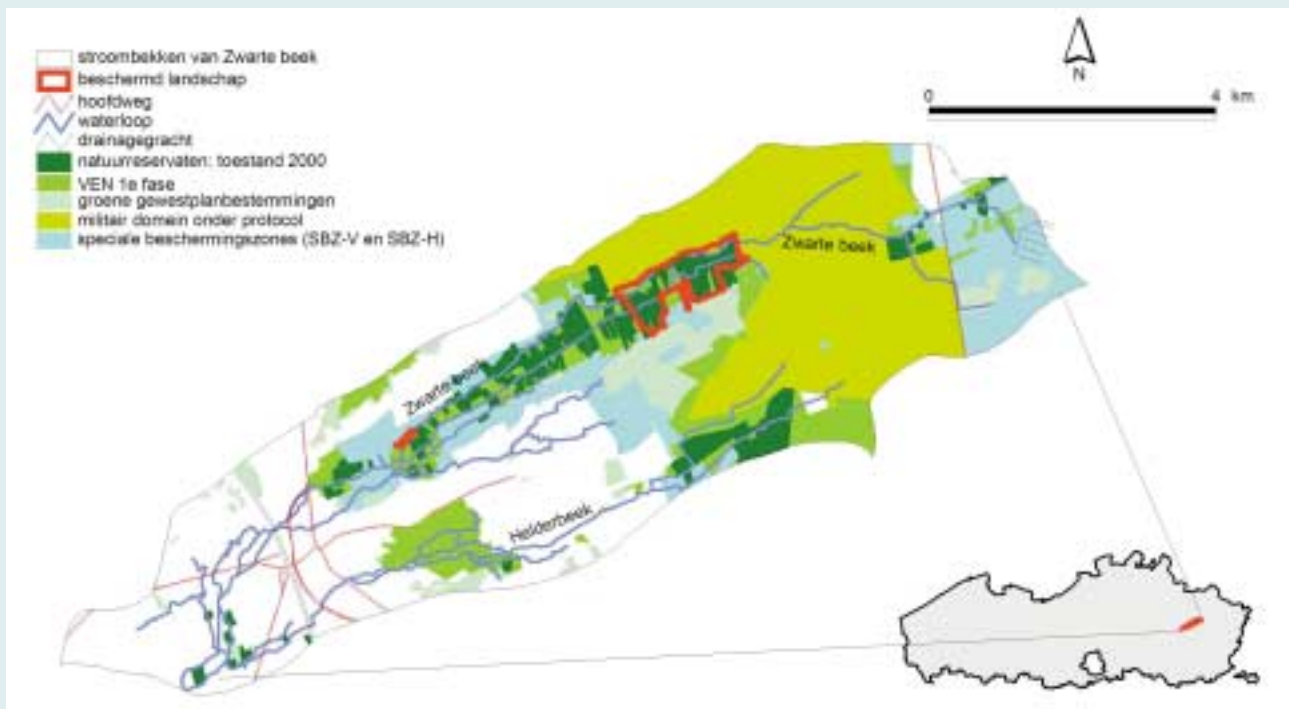 stroombekken van Zwarte beek
beschermd landschap
hoofdweg
waterloop
drainagegracht
natuurreservaten: toestand 2000
VEN 1e fase
groene gewestplanbestemmingen
militair domein onder protocol
speciale beschermingszones (SBZ-V en SBZ-H)
N
0 4 km
Zwarte beek
Zwarte beek
Helderbeek